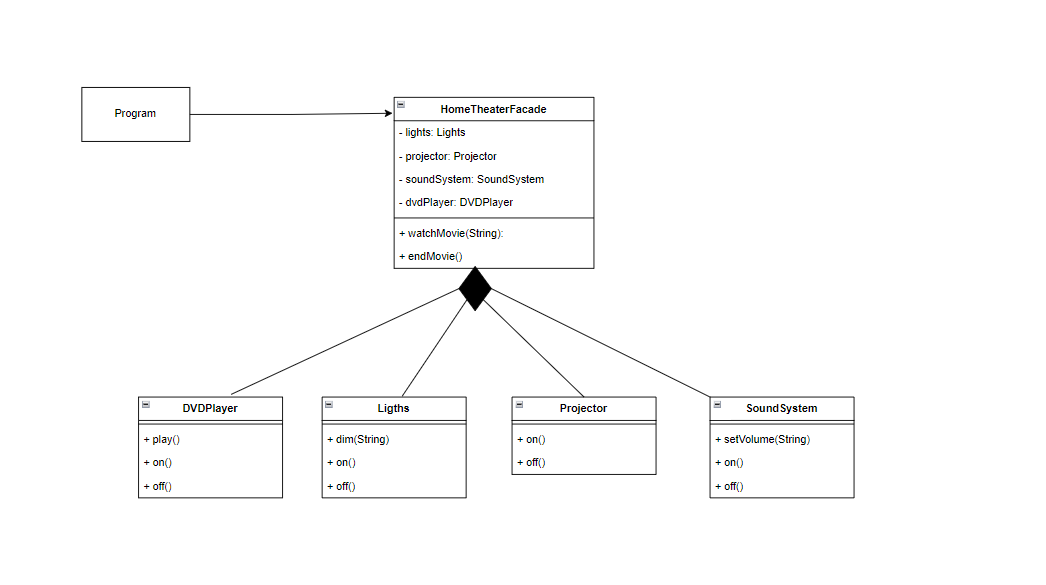 Program
HomeTheaterFacade
- lights: Lights
- projector: Projector
- soundSystem: SoundSystem
- dvdPlayer: DVDPlayer
+ watchMovie(String):
+ endMovie()
DVDPlayer
+ play()
+ on()
+ off()
Ligths
+ dim(String)
+ on()
+ off()
Projector
+ on()
+ off()
SoundSystem
+ setVolume(String)
+ on()
+ off()